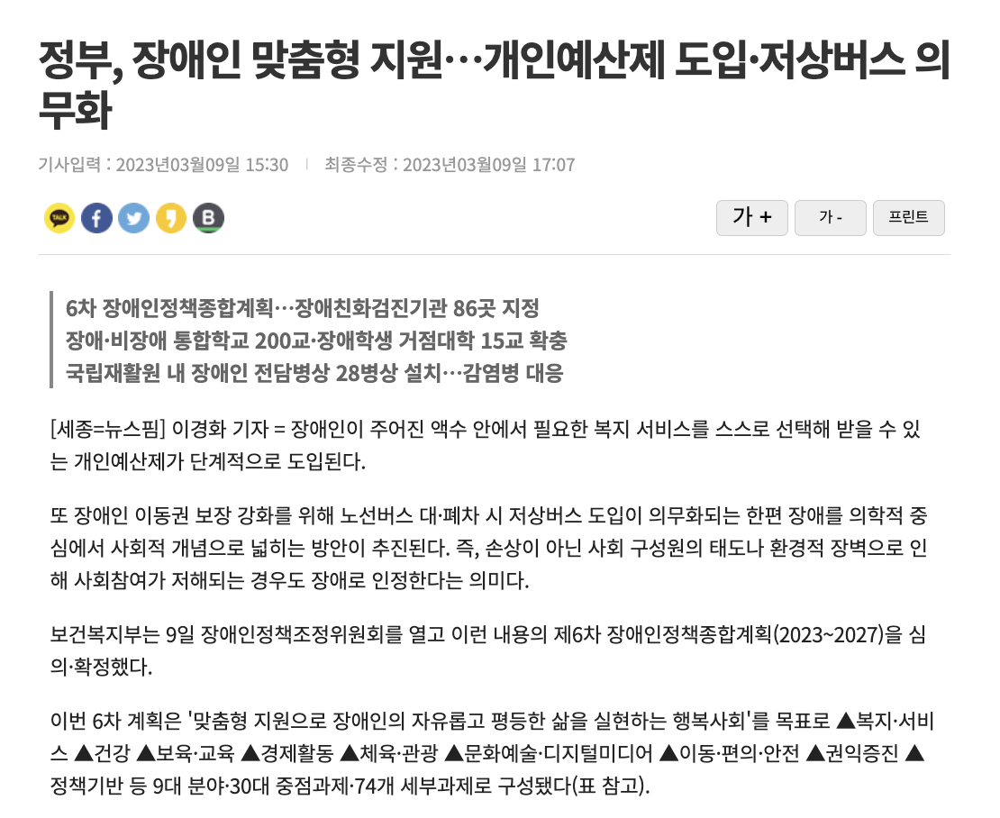 정부, 장애인 맞춤형 지원…개인예산제 도입·저상버스 의
무화
기사입력 : 2023년03월09일 15:30 최종수정 : 2023년03월09일 17:07
TALK f B 가 + 가 - 프린트
6차 장애인정책종합계획…장애친화검진기관 86곳 지정
장애·비장애 통합학교 200교·장애학생 거점대학 15교 확충
국립재활원 내 장애인 전담병상 28병상 설치…감염병 대응
[세종=뉴스핌] 이경화 기자 = 장애인이 주어진 액수 안에서 필요한 복지 서비스를 스스로 선택해 받을 수 있
는 개인예산제가 단계적으로 도입된다.
또 장애인 이동권 보장 강화를 위해 노선버스 대·폐차 시 저상버스 도입이 의무화되는 한편 장애를 의학적 중
심에서 사회적 개념으로 넓히는 방안이 추진된다. 즉, 손상이 아닌 사회 구성원의 태도나 환경적 장벽으로 인
해 사회참여가 저해되는 경우도 장애로 인정한다는 의미다.
보건복지부는 9일 장애인정책조정위원회를 열고 이런 내용의 제6차 장애인정책종합계획(2023~2027)을 심
의·확정했다.
이번 6차 계획은 '맞춤형 지원으로 장애인의 자유롭고 평등한 삶을 실현하는 행복사회'를 목표로 ▲복지·서비
스 ▲건강 ▲보육·교육 ▲경제활동 ▲체육·관광 ▲문화예술·디지털미디어 ▲이동·편의·안전 ▲권익증진 ▲
정책기반 등 9대 분야·30대 중점과제·74개 세부과제로 구성됐다(표 참고).